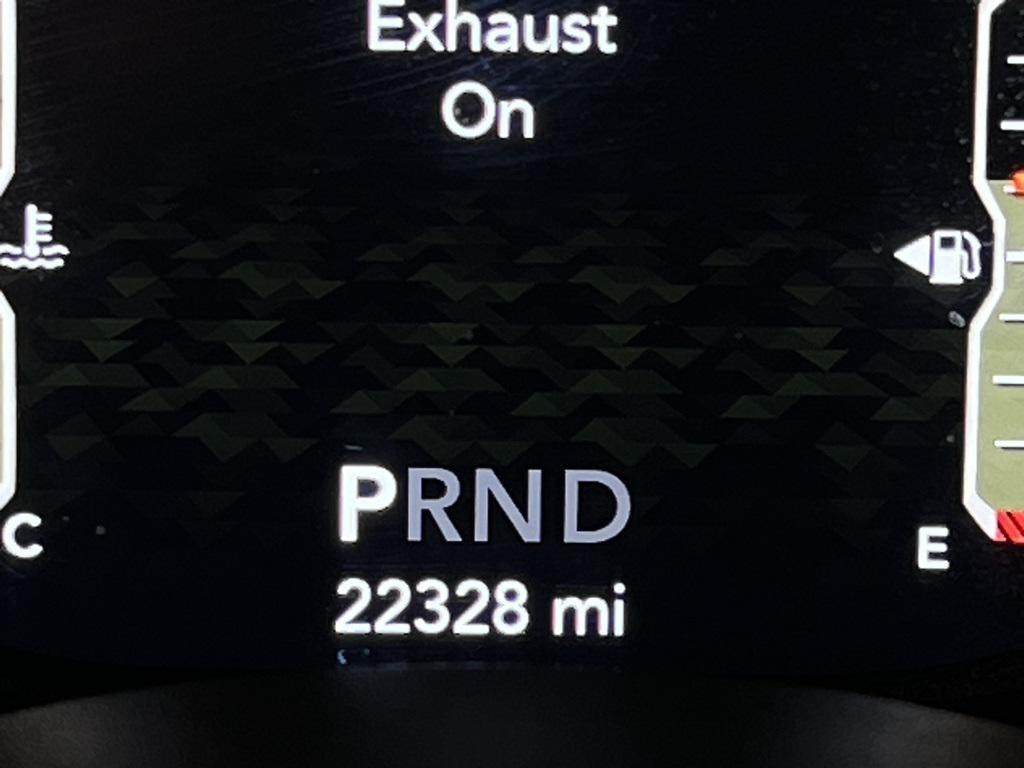 Exhaust
On
PRND
C
E
22328 mi